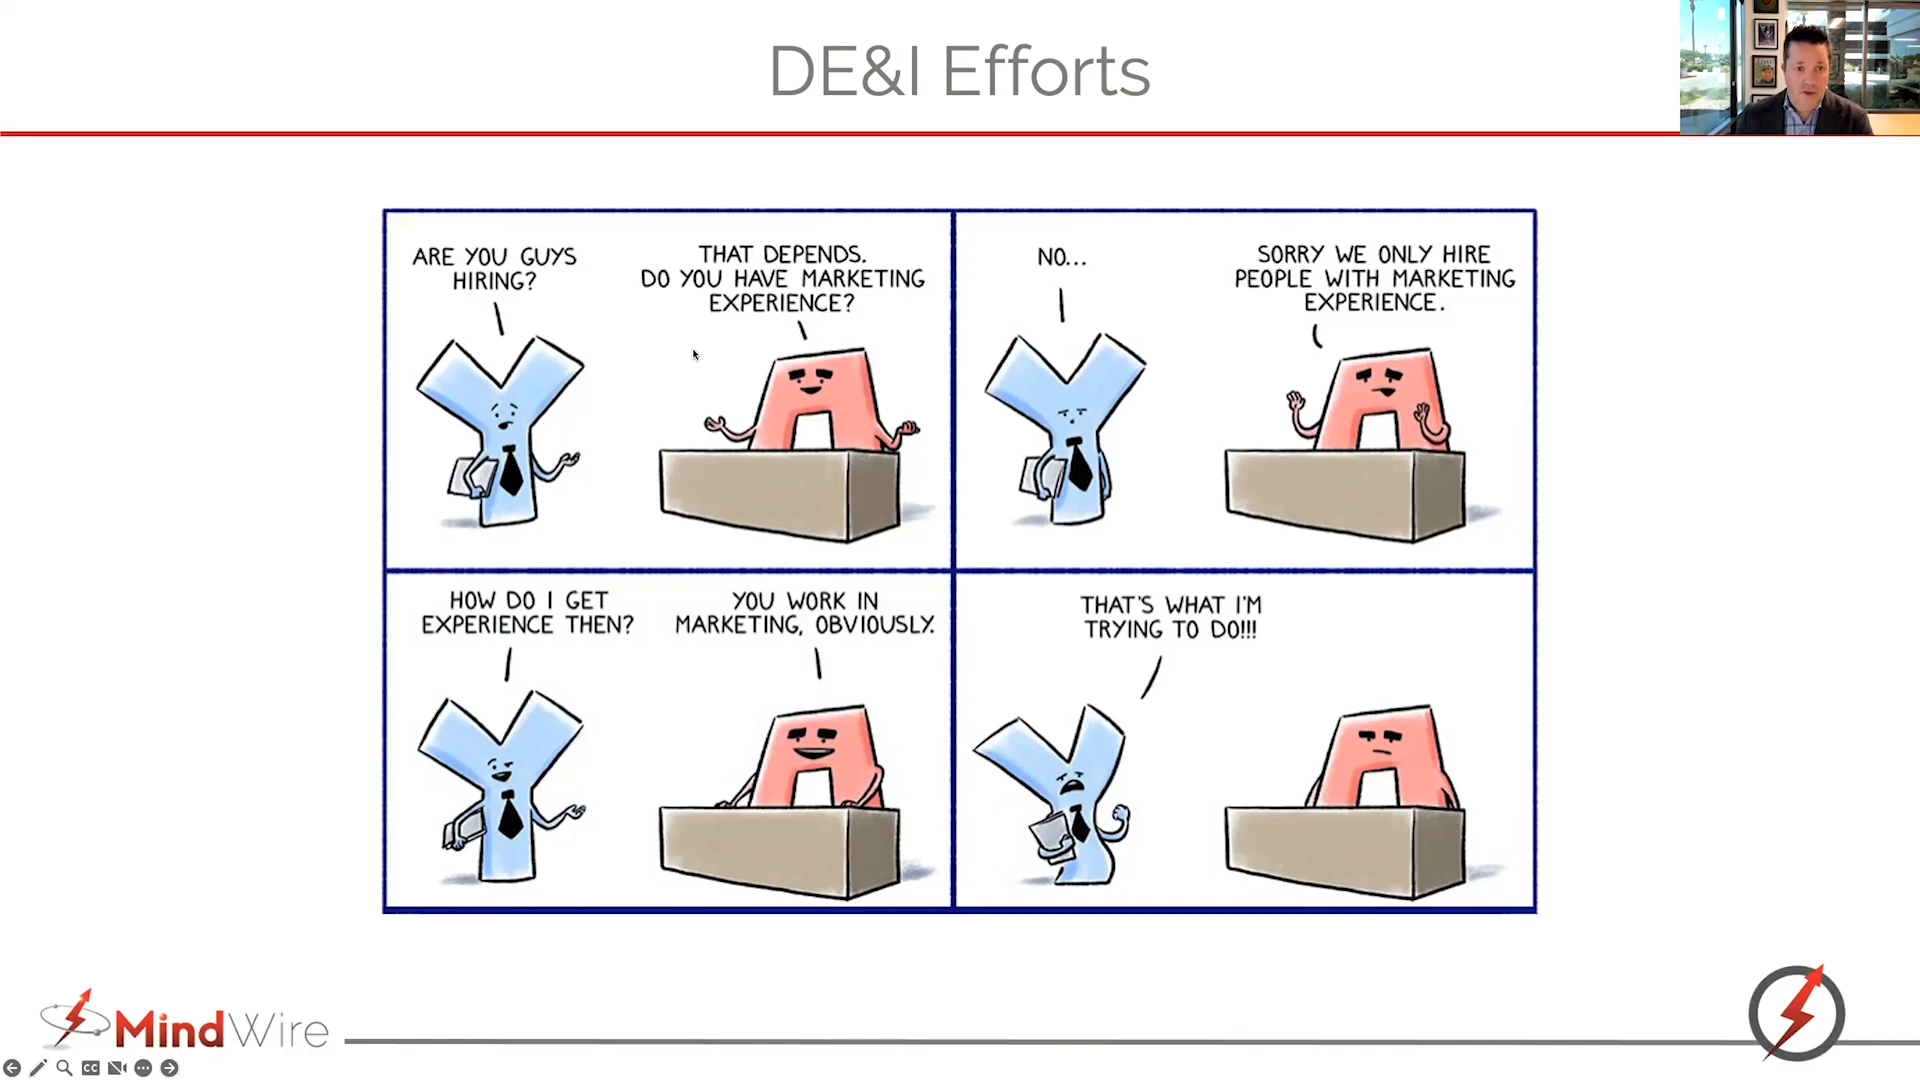 DE&I Efforts
ARE YOU GUYS
HIRING?
THAT DEPENDS.
DO YOU HAVE MARKETING
EXPERIENCE?
NO...
SORRY WE ONLY HIRE
PEOPLE WITH MARKETING
EXPERIENCE.
HOW DO I GET
EXPERIENCE THEN?
YOU WORK IN
MARKETING, OBVIOUSLY.
THAT'S WHAT I'M
TRYING TO DO!!!
MindWire
CC